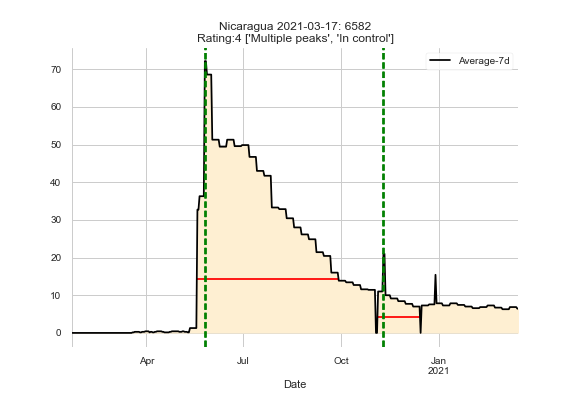 Nicaragua 2021-03-17: 6582
Rating:4 ['Multiple peaks', 'In control']
Average-7d
70
60
50
40
30
20
10
0
Apr
Jul
Oct
Jan
2021
Date